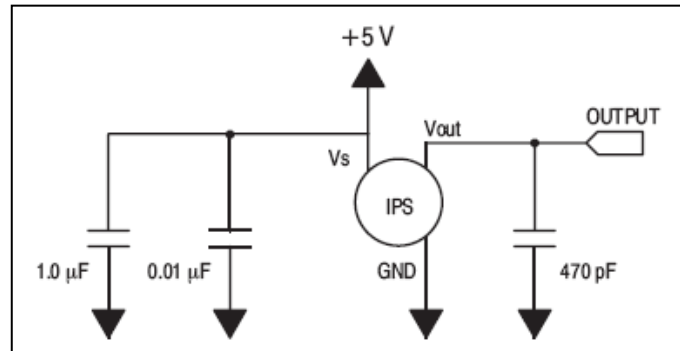 +5 V
OUTPUT
Vout
Vs
IPS
GND
1.0 µF
0.01 µF
470 pF